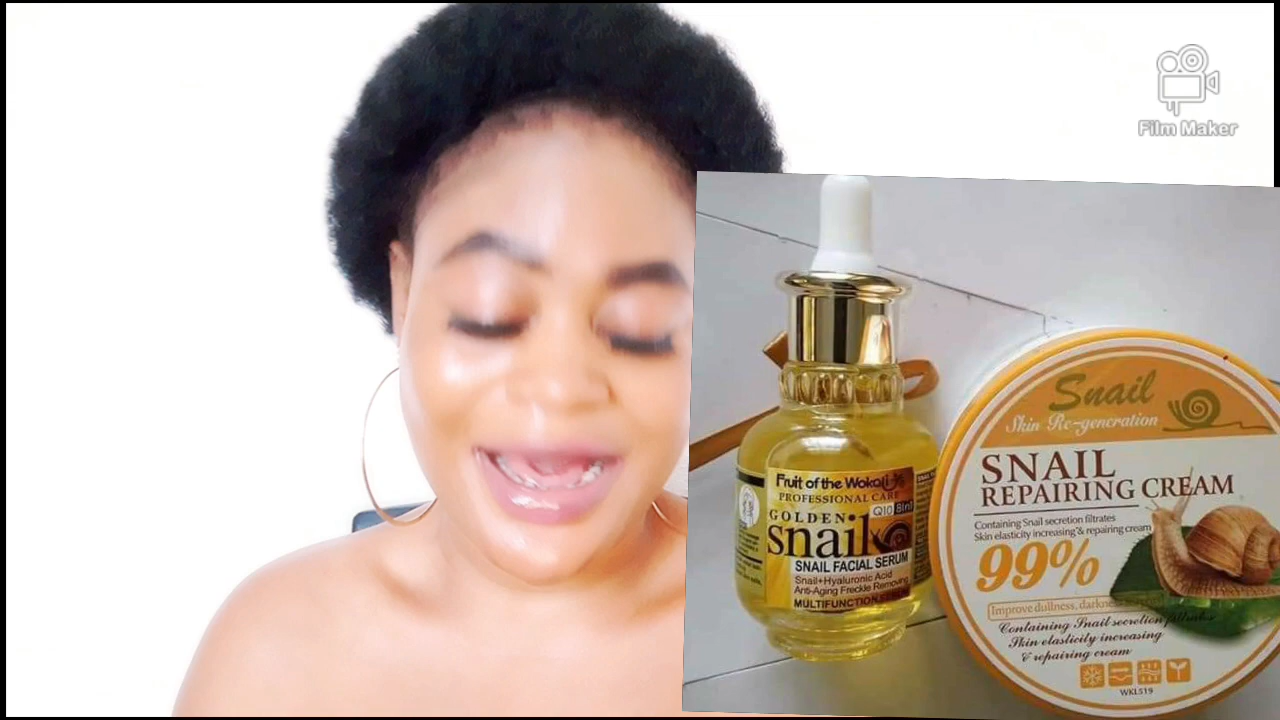 Film Maker
Fruit of the Wokali
PROFESSIONAL CARE
Q10 8In1
GOLDEN
snail
SNAIL FACIAL SERUM
Snail+Hyaluronic Acid
Anti-Aging Freckle Removing
MULTIFUNCTION
Snail
Skin Re-generation
SNAIL
REPAIRING CREAM
Containing Snail secretion filtrates
Skin elasticity increasing & repairing cream
99%
Improve dullness,
Containing Snail secretion filtrates
Skin elasticity increasing
& repairing cream
WKL519